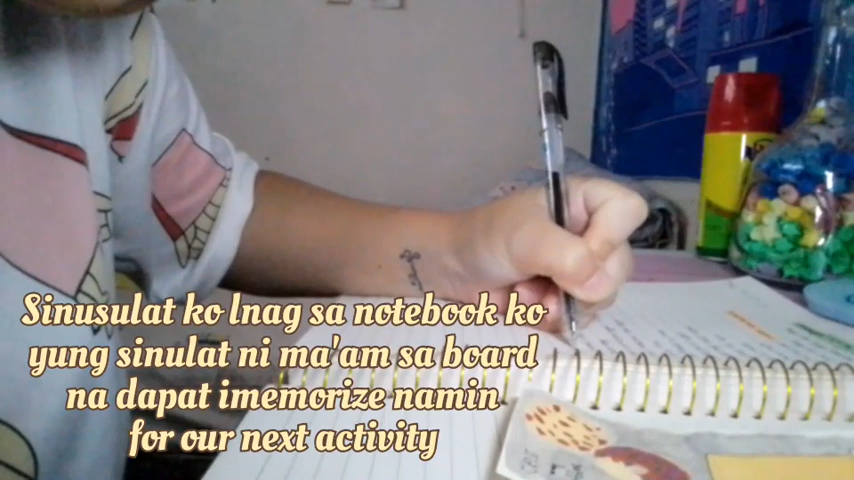 Sinusulat ko lnag sa notebook ko
yung sinulat ni ma'am sa board
na dapat imemorize namin
for our next activity